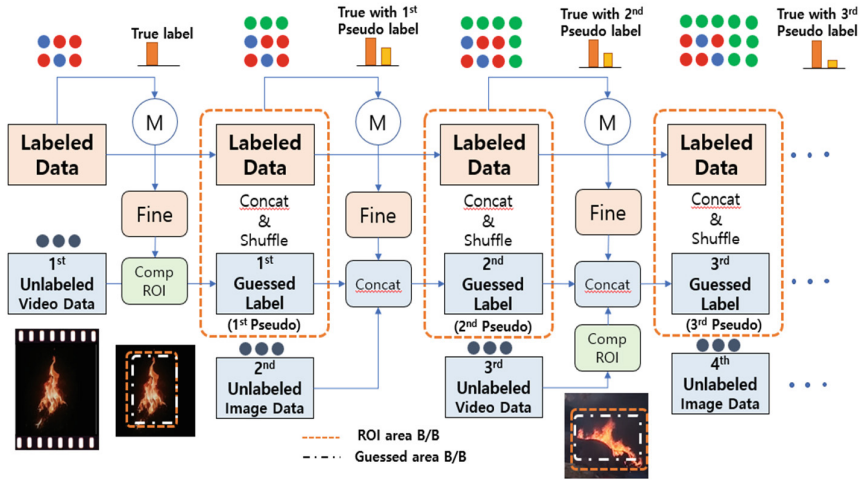 True label
True with 1st
Pseudo label
True with 2nd
Pseudo label
True with 3rd
Pseudo label
M
M
M
Labeled
Data
Labeled
Data
Labeled
Data
Labeled
Data
Fine
Concat
&
Shuffle
Fine
Concat
&
Shuffle
Fine
Concat
&
Shuffle
1st
Unlabeled
Video Data
Comp
ROI
1st
Guessed
Label
(1st Pseudo)
Concat
2nd
Guessed
Label
(2nd Pseudo)
Concat
3rd
Guessed
Label
(3rd Pseudo)
Comp
ROI
2nd
Unlabeled
Image Data
3rd
Unlabeled
Video Data
4th
Unlabeled
Image Data
ROI area B/B
Guessed area B/B